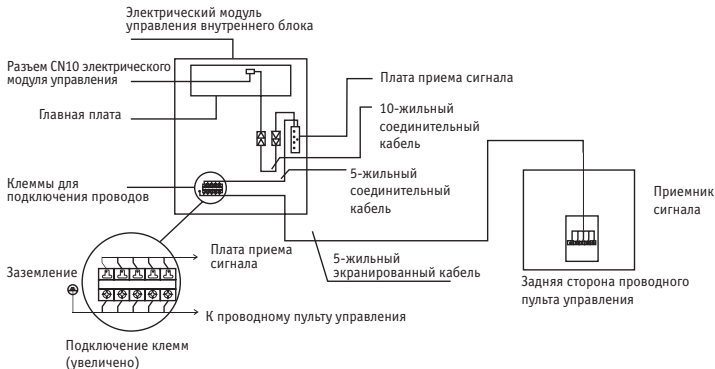 Электрический модуль
управления внутреннего блока
Разъем CN10 электрического
модуля управления
Главная плата
Плата приема сигнала
10-жильный
соединительный
кабель
5-жильный
соединительный
кабель
Клеммы для
подключения проводов
Приемник
сигнала
Плата приема
сигнала
5-жильный
экранированный кабель
Заземление
Задняя сторона проводного
пульта управления
К проводному пульту управления
Подключение клемм
(увеличено)